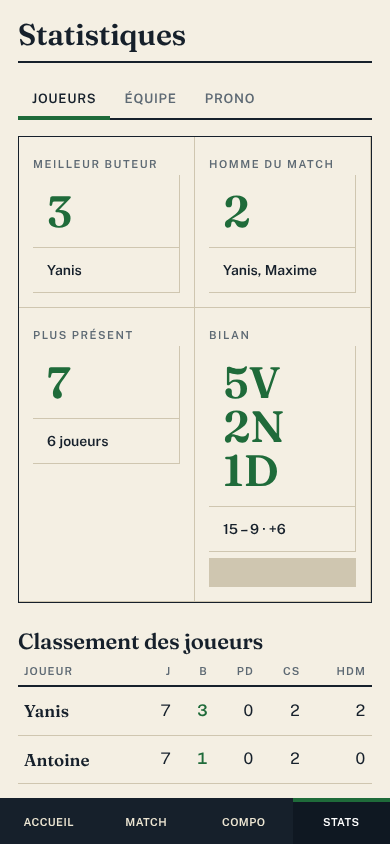 Statistiques
JOUEURS ÉQUIPE PRONO
MEILLEUR BUTEUR
3
Yanis
HOMME DU MATCH
2
Yanis, Maxime
PLUS PRÉSENT
7
6 joueurs
BILAN
5V
2N
1D
15–9 · +6
Classement des joueurs
JOUEUR J B PD CS HDM
Yanis 7 3 0 2 2
Antoine 7 1 0 2 0
ACCUEIL MATCH COMPO STATS